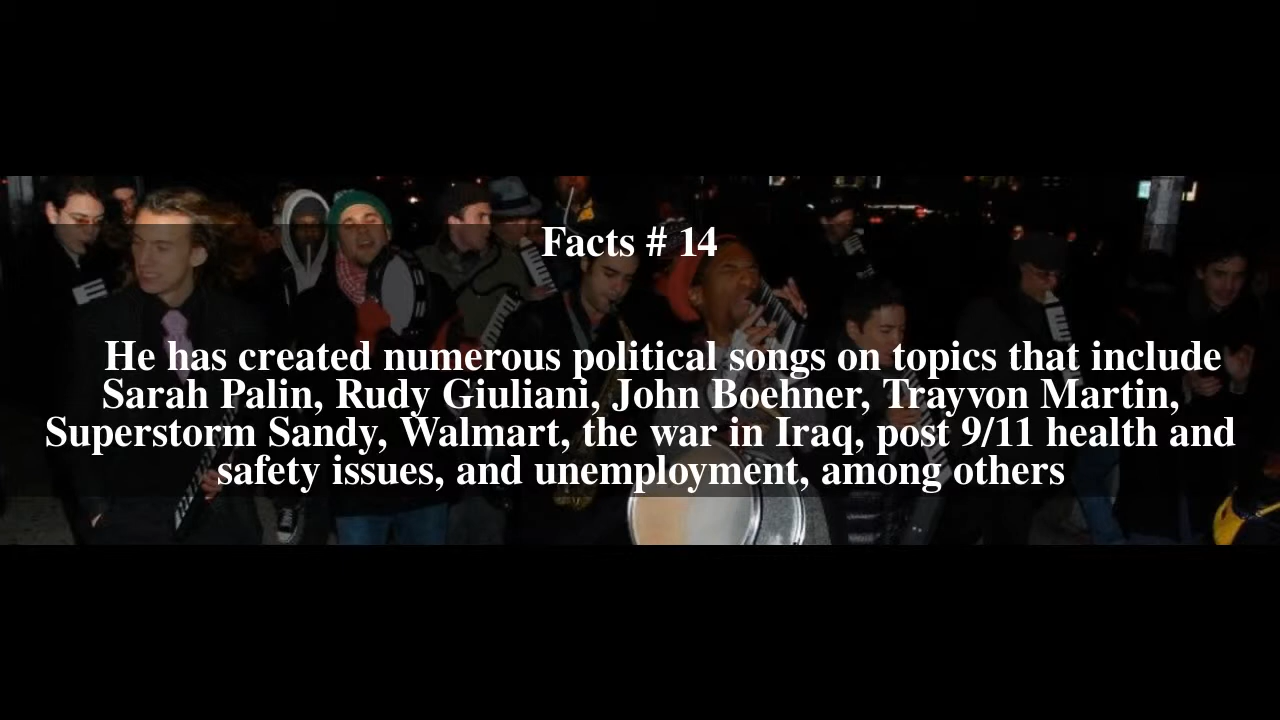 Facts # 14
He has created numerous political songs on topics that include
Sarah Palin, Rudy Giuliani, John Boehner, Trayvon Martin,
Superstorm Sandy, Walmart, the war in Iraq, post 9/11 health and
safety issues, and unemployment, among others